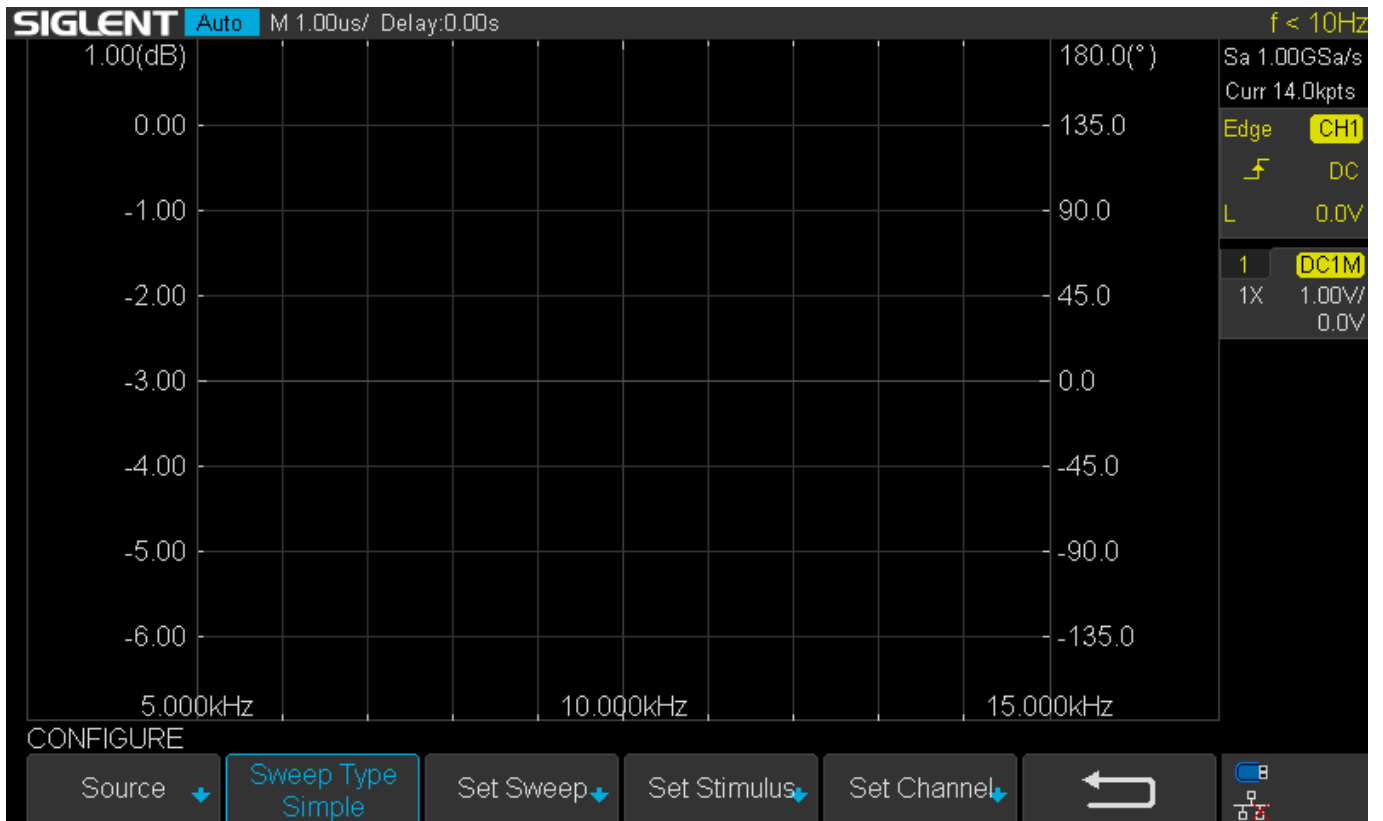 SIGLENT Auto M 1.00us/ Delay:0.00s f < 10Hz
1.00(dB) 180.0(°) Sa 1.00GSa/s
Curr 14.0kpts
0.00 135.0 Edge CH1
DC
-1.00 90.0 L 0.0V
1 DC1M
-2.00 45.0 1X 1.00V/
0.0V
-3.00 0.0
-4.00 -45.0
-5.00 -90.0
-6.00 -135.0
5.000kHz 10.000kHz 15.000kHz
CONFIGURE
Source Sweep Type Set Sweep Set Stimulus Set Channel
Simple